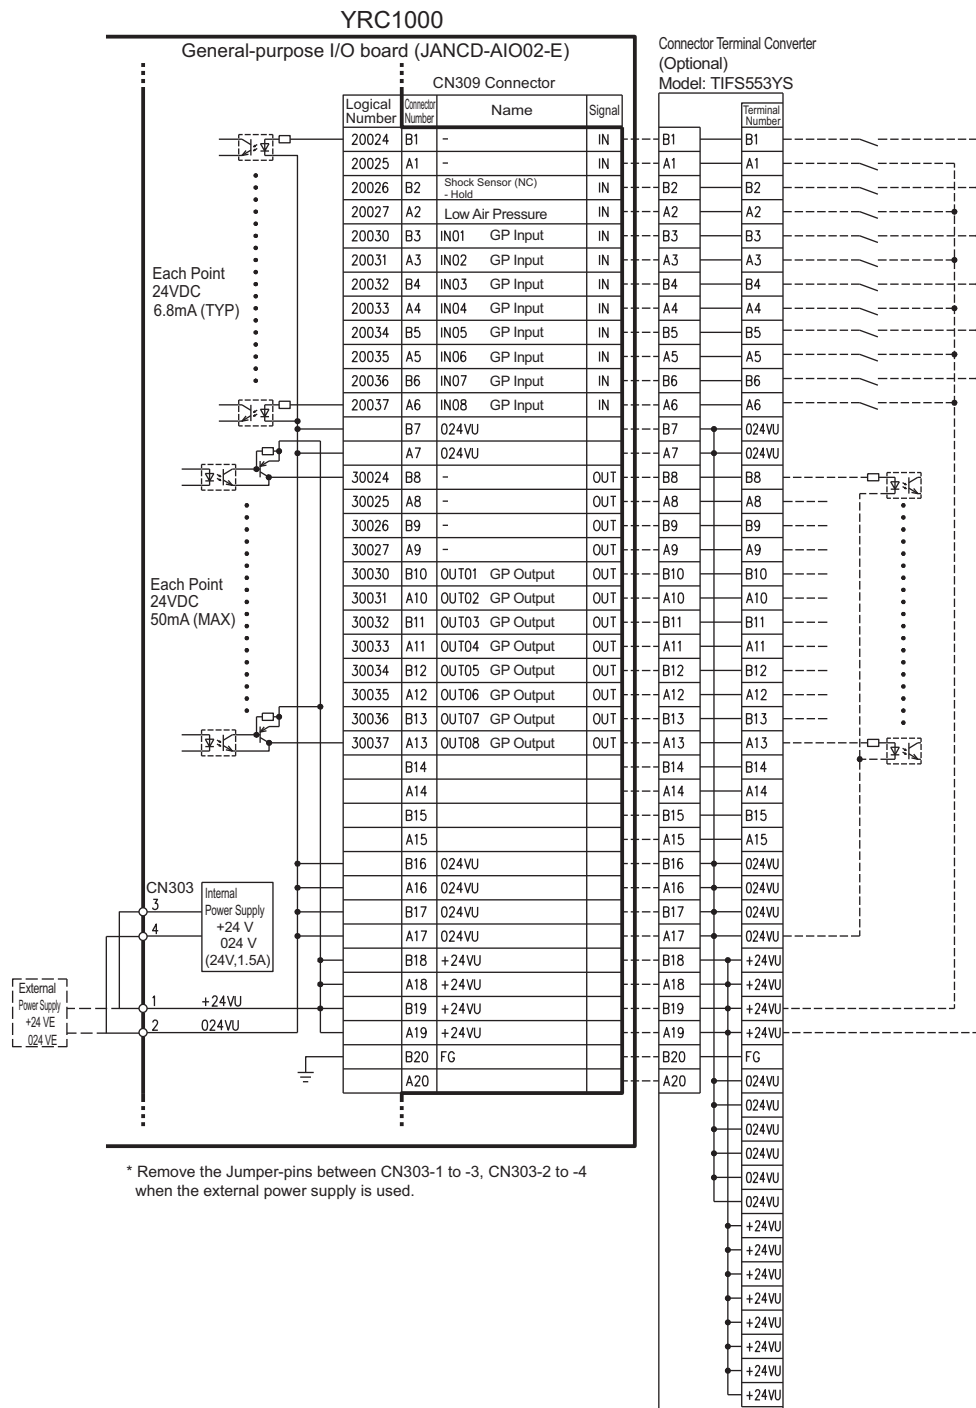 YRC1000
General-purpose I/O board (JANCD-AIO02-E)
Connector Terminal Converter
(Optional)
Model: TIFS553YS
CN309 Connector
Logical Number Connector Number Name Signal Terminal Number
20024 B1 - IN B1 B1
20025 A1 - IN A1 A1
20026 B2 Shock Sensor (NC) - Hold IN B2 B2
20027 A2 Low Air Pressure IN A2 A2
20030 B3 IN01 GP Input IN B3 B3
20031 A3 IN02 GP Input IN A3 A3
20032 B4 IN03 GP Input IN B4 B4
20033 A4 IN04 GP Input IN A4 A4
20034 B5 IN05 GP Input IN B5 B5
20035 A5 IN06 GP Input IN A5 A5
20036 B6 IN07 GP Input IN B6 B6
20037 A6 IN08 GP Input IN A6 A6
B7 024VU B7 024VU
A7 024VU A7 024VU
30024 B8 - OUT B8 B8
30025 A8 - OUT A8 A8
30026 B9 - OUT B9 B9
30027 A9 - OUT A9 A9
30030 B10 OUT01 GP Output OUT B10 B10
30031 A10 OUT02 GP Output OUT A10 A10
30032 B11 OUT03 GP Output OUT B11 B11
30033 A11 OUT04 GP Output OUT A11 A11
30034 B12 OUT05 GP Output OUT B12 B12
30035 A12 OUT06 GP Output OUT A12 A12
30036 B13 OUT07 GP Output OUT B13 B13
30037 A13 OUT08 GP Output OUT A13 A13
B14 B14 B14
A14 A14 A14
B15 B15 B15
A15 A15 A15
B16 024VU B16 024VU
A16 024VU A16 024VU
B17 024VU B17 024VU
A17 024VU A17 024VU
B18 +24VU B18 +24VU
A18 +24VU A18 +24VU
B19 +24VU B19 +24VU
A19 +24VU A19 +24VU
B20 FG B20 FG
A20 A20 024VU
024VU
024VU
024VU
024VU
024VU
+24VU
+24VU
+24VU
+24VU
+24VU
+24VU
+24VU
+24VU
Each Point
24VDC
6.8mA (TYP)
Each Point
24VDC
50mA (MAX)
CN303
3
4
Internal
Power Supply
+24 V
024 V
(24V,1.5A)
External
Power Supply
+24 VE
024 VE
1 +24VU
2 024VU
* Remove the Jumper-pins between CN303-1 to -3, CN303-2 to -4
when the external power supply is used.